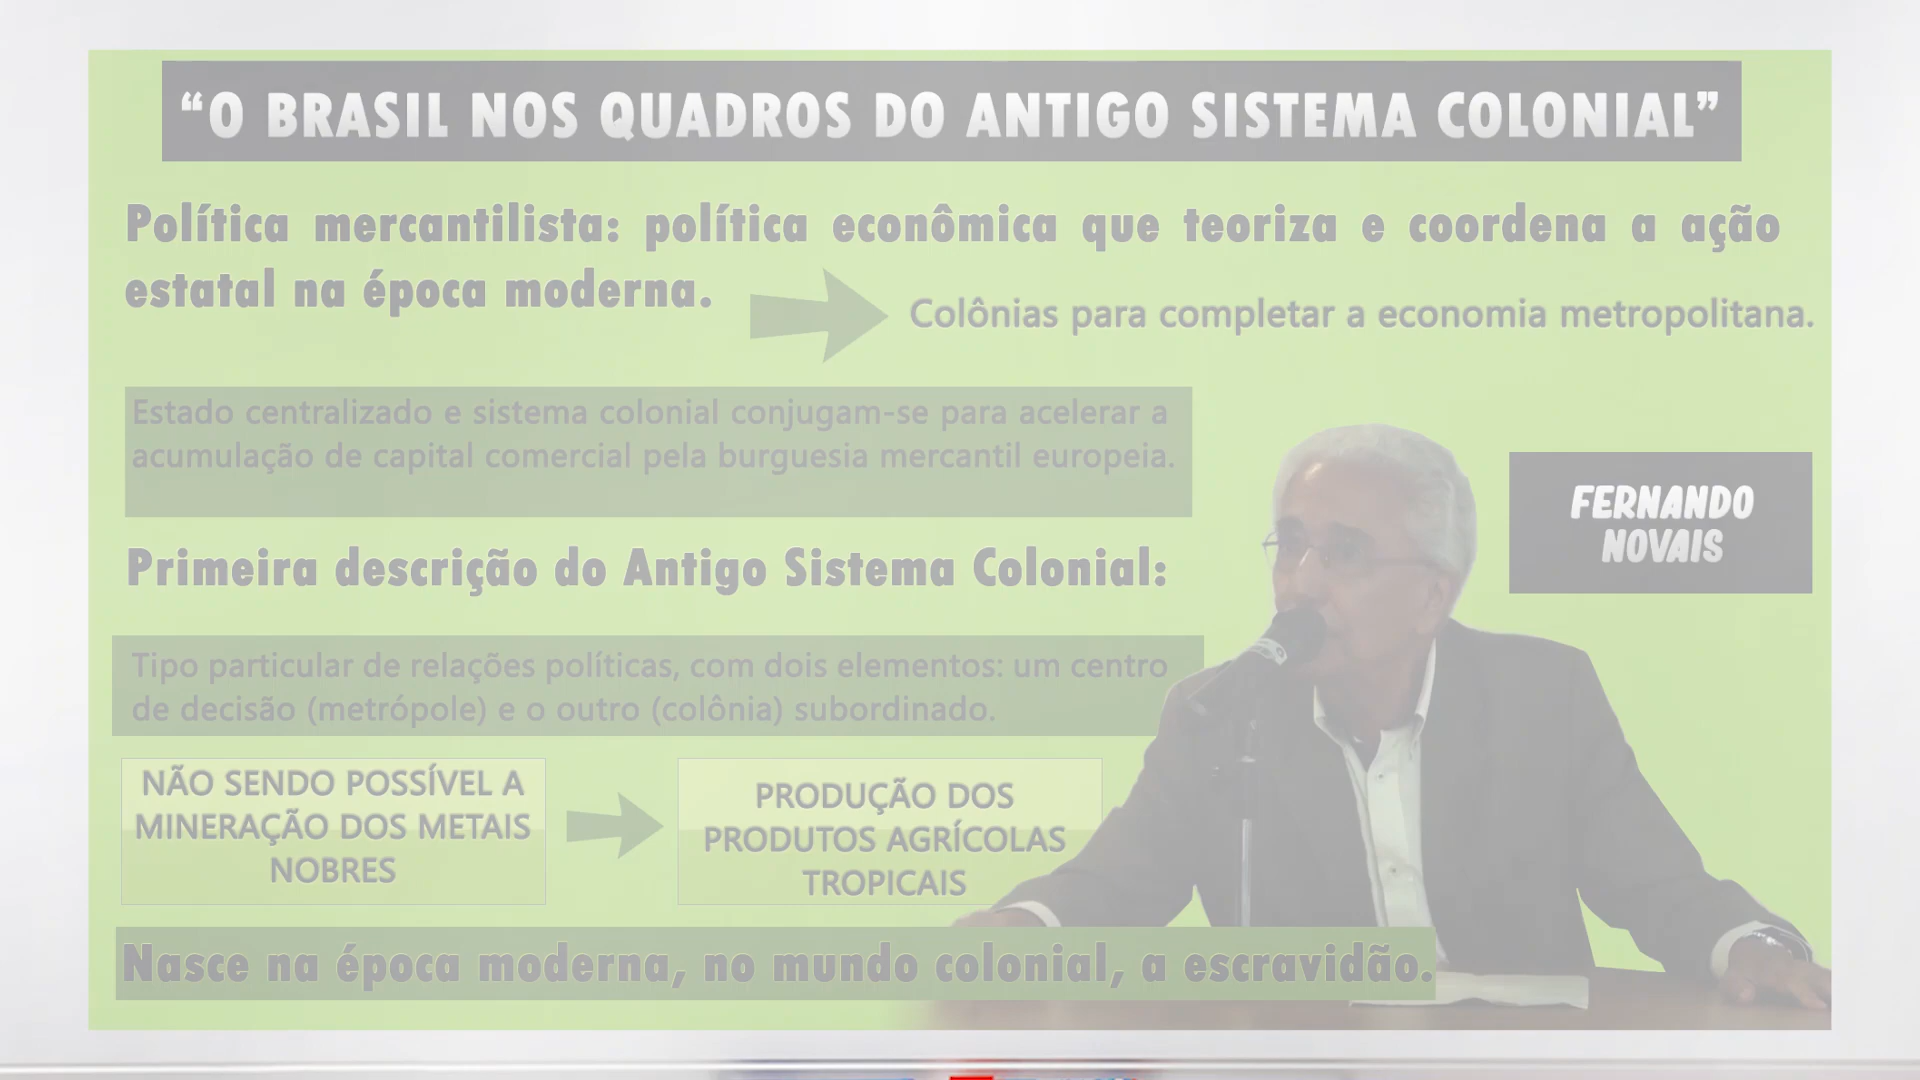 “O BRASIL NOS QUADROS DO ANTIGO SISTEMA COLONIAL”
Política mercantilista: política econômica que teoriza e coordena a ação
estatal na época moderna.
Colônias para completar a economia metropolitana.
Estado centralizado e sistema colonial conjugam-se para acelerar a
acumulação de capital comercial pela burguesia mercantil europeia.
FERNANDO
NOVAIS
Primeira descrição do Antigo Sistema Colonial:
Tipo particular de relações políticas, com dois elementos: um centro
de decisão (metrópole) e o outro (colônia) subordinado.
NÃO SENDO POSSÍVEL A
MINERAÇÃO DOS METAIS
NOBRES
PRODUÇÃO DOS
PRODUTOS AGRÍCOLAS
TROPICAIS
Nasce na época moderna, no mundo colonial, a escravidão.